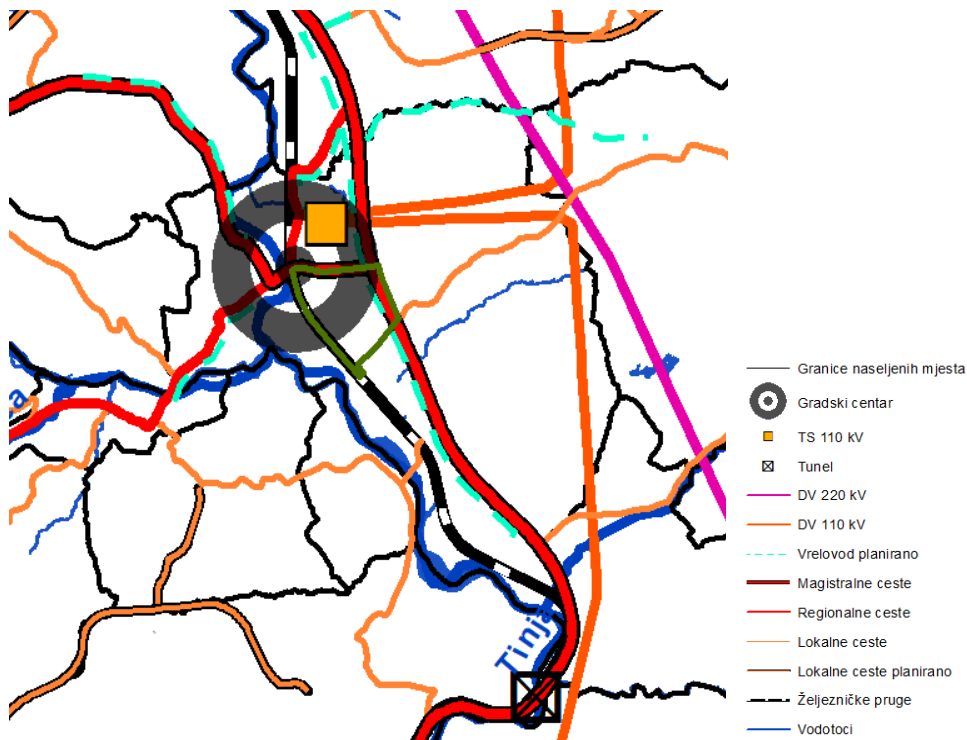 a
Tinja
Granice naseljenih mjesta
Gradski centar
TS 110 kV
Tunel
DV 220 kV
DV 110 kV
Vrelovod planirano
Magistralne ceste
Regionalne ceste
Lokalne ceste
Lokalne ceste planirano
Željezničke pruge
Vodotoci